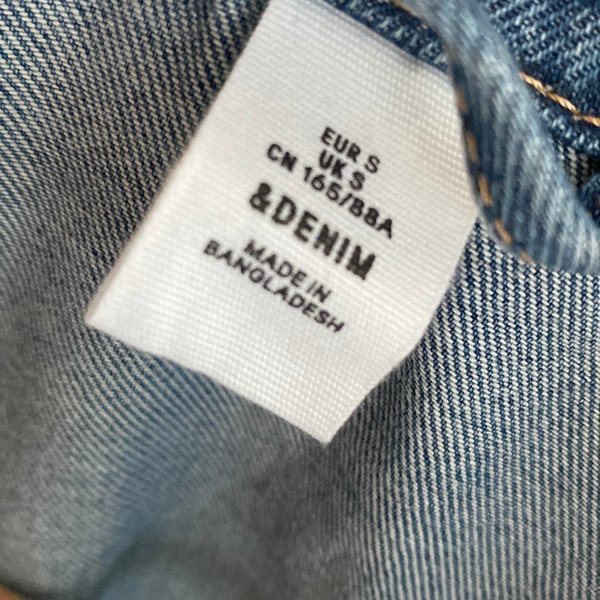 EUR S
UK S
CN 165/88A
&DENIM
MADE IN
BANGLADESH